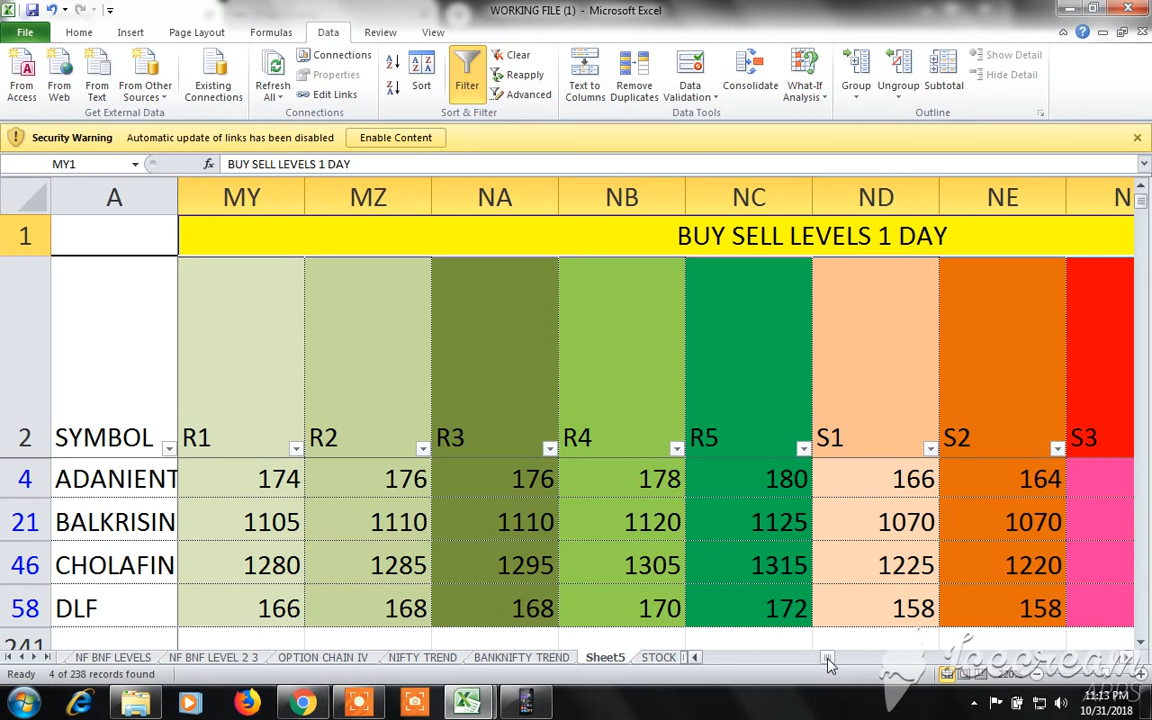 WORKING FILE (1) - Microsoft Excel
File Home Insert Page Layout Formulas Data Review View
From Access
From Web
From Text
From Other Sources
Existing Connections
Refresh All
Connections
Properties
Edit Links
Sort
Filter
Clear
Reapply
Advanced
Text to Columns
Remove Duplicates
Data Validation
Consolidate
What-If Analysis
Group
Ungroup
Subtotal
Show Detail
Hide Detail
Get External Data Connections Sort & Filter Data Tools Outline
Security Warning Automatic update of links has been disabled Enable Content
MY1 fx BUY SELL LEVELS 1 DAY
A MY MZ NA NB NC ND NE N
1 BUY SELL LEVELS 1 DAY
2 SYMBOL R1 R2 R3 R4 R5 S1 S2 S3
4 ADANIENT 174 176 176 178 180 166 164
21 BALKRISIN 1105 1110 1110 1120 1125 1070 1070
46 CHOLAFIN 1280 1285 1295 1305 1315 1225 1220
58 DLF 166 168 168 170 172 158 158
241
NF BNF LEVELS NF BNF LEVEL 2 3 OPTION CHAIN IV NIFTY TREND BANKNIFTY TREND Sheet5 STOCK
Ready 4 of 238 records found 120%
Icecream
APPS
11:13 PM
10/31/2018